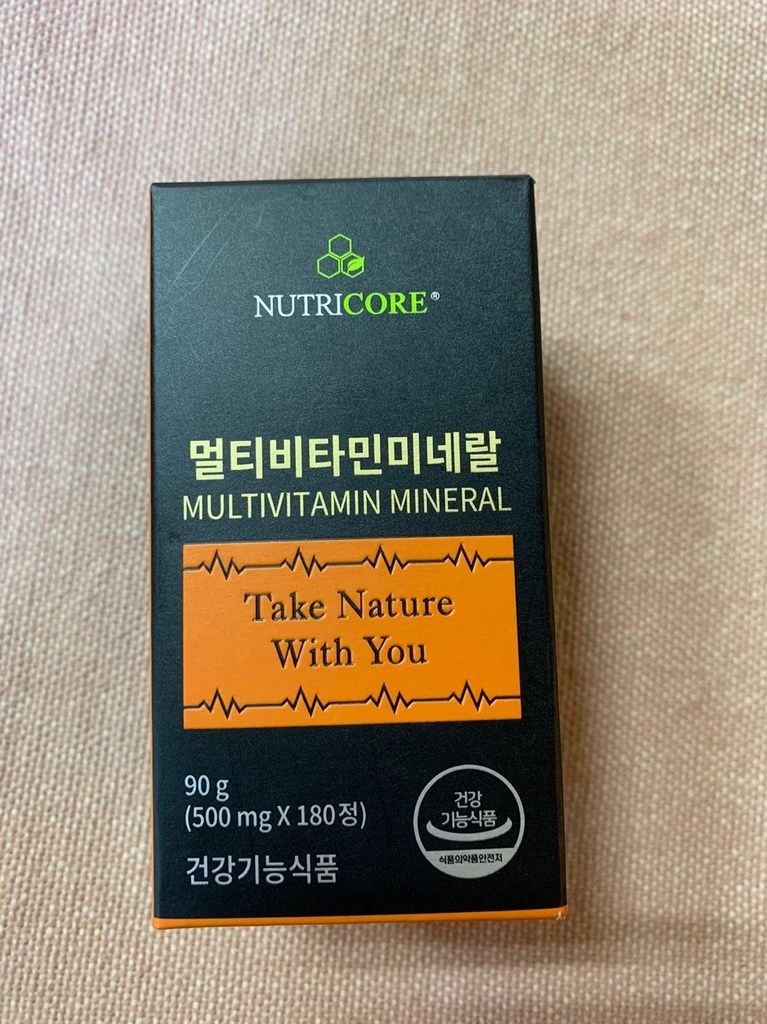 NUTRICORE®
멀티비타민미네랄
MULTIVITAMIN MINERAL
Take Nature
With You
90 g
(500 mg X 180정)
건강기능식품
건강
기능식품
식품의약품안전처